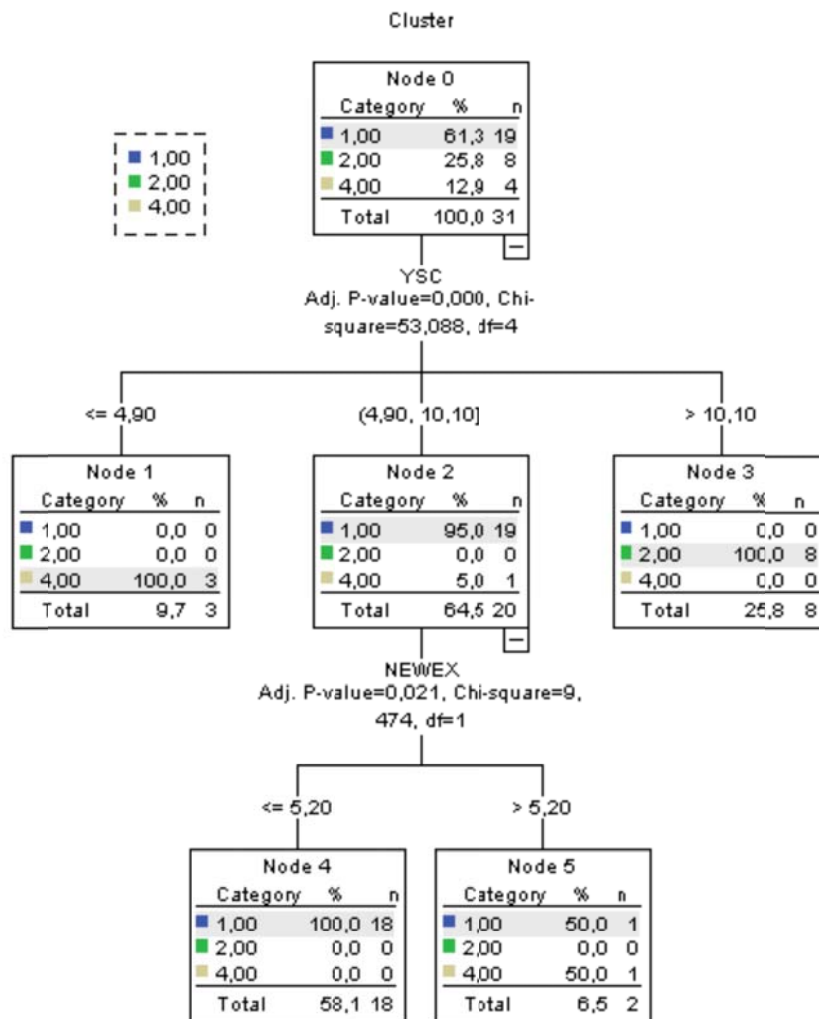 Cluster
Node 0
Category % n
1,00 61,3 19
2,00 25,8 8
4,00 12,9 4
Total 100,0 31
1,00
2,00
4,00
YSC
Adj. P-value=0,000, Chi-
square=53,088, df=4
<= 4,90
(4,90, 10,10]
> 10,10
Node 1
Category % n
1,00 0,0 0
2,00 0,0 0
4,00 100,0 3
Total 9,7 3
Node 2
Category % n
1,00 95,0 19
2,00 0,0 0
4,00 5,0 1
Total 64,5 20
Node 3
Category % n
1,00 0,0 0
2,00 100,0 8
4,00 0,0 0
Total 25,8 8
NEWEX
Adj. P-value=0,021, Chi-square=9,
474, df=1
<= 5,20
> 5,20
Node 4
Category % n
1,00 100,0 18
2,00 0,0 0
4,00 0,0 0
Total 58,1 18
Node 5
Category % n
1,00 50,0 1
2,00 0,0 0
4,00 50,0 1
Total 6,5 2